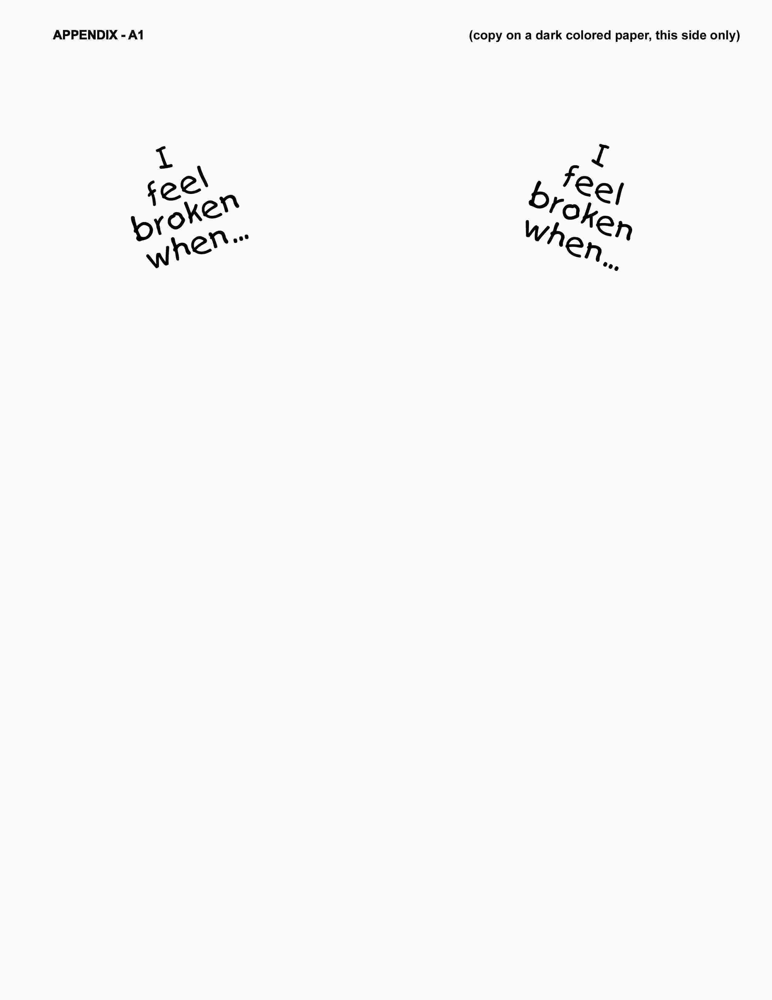 APPENDIX - A1
(copy on a dark colored paper, this side only)
I
feel
broken
when...
I
feel
broken
when...